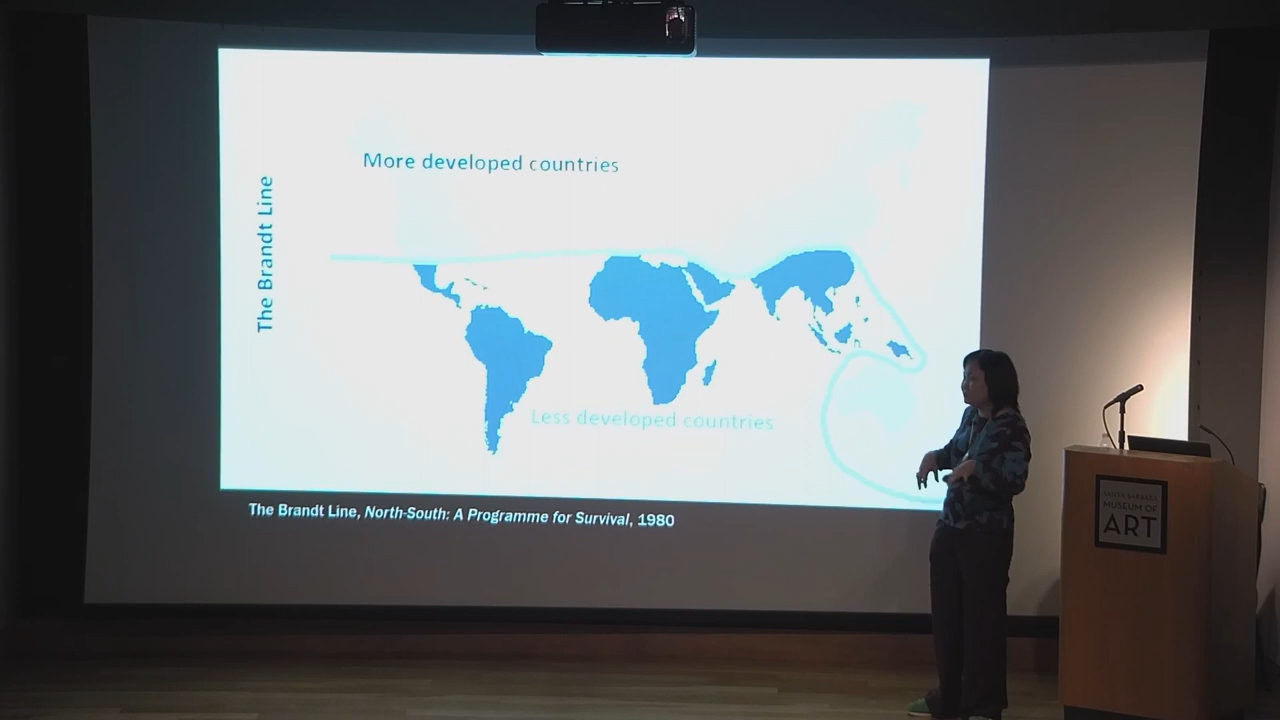 More developed countries
The Brandt Line
Less developed countries
The Brandt Line, North-South: A Programme for Survival, 1980
SANTA BARBARA
MUSEUM OF
ART